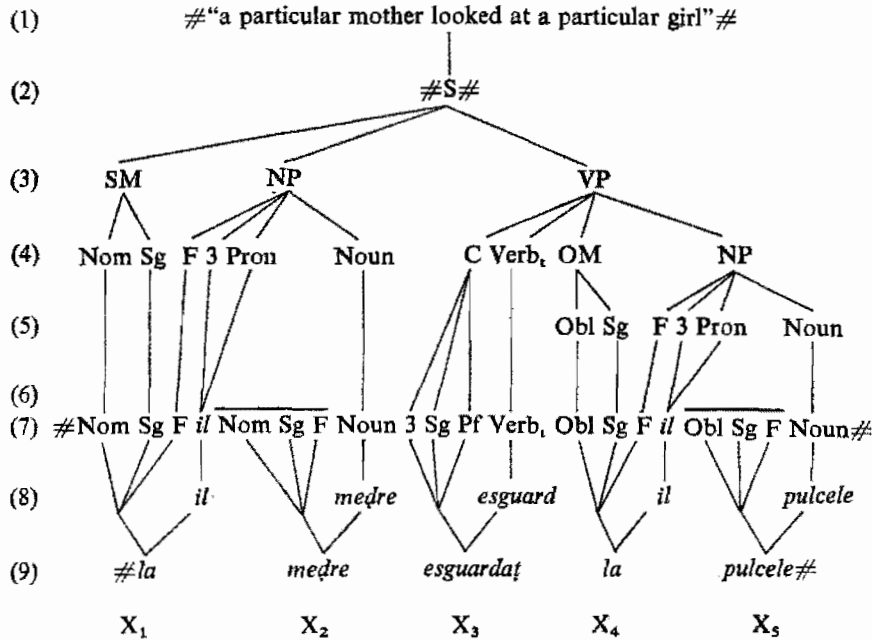 (1) #“a particular mother looked at a particular girl”#
(2) #S#
(3) SM NP VP
(4) Nom Sg F 3 Pron Noun C Verbₜ OM NP
(5) Obl Sg F 3 Pron Noun
(6)
(7) #Nom Sg F il Nom Sg F Noun 3 Sg Pf Verbₜ Obl Sg F il Obl Sg F Noun#
(8) il meḍre esguard il pulcele
(9) #la meḍre esguardaṭ la pulcele#
X₁ X₂ X₃ X₄ X₅